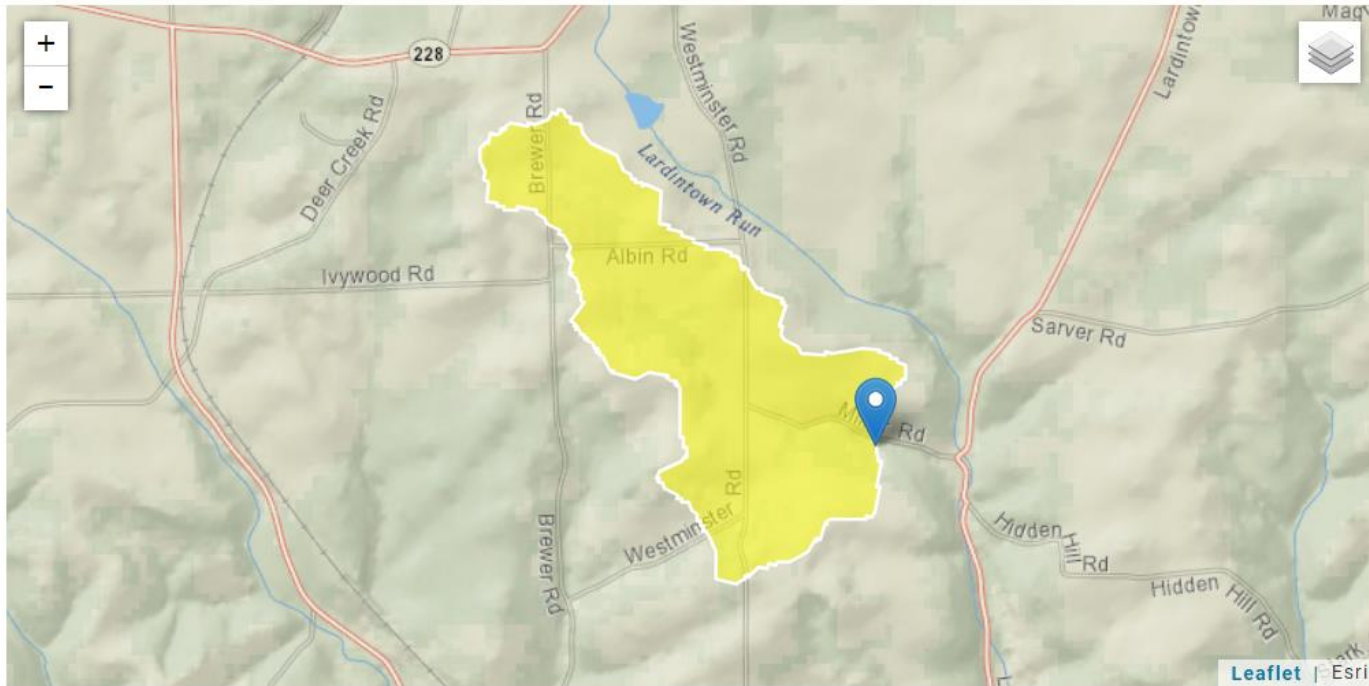 +
−
228
Westminster Rd
Lardintown
Brewer Rd
Deer Creek Rd
Lardintown Run
Albin Rd
Ivywood Rd
Sarver Rd
Rd
Westminster Rd
Brewer Rd
Hidden Hill Rd
Hidden Hill Rd
Leaflet | Esri